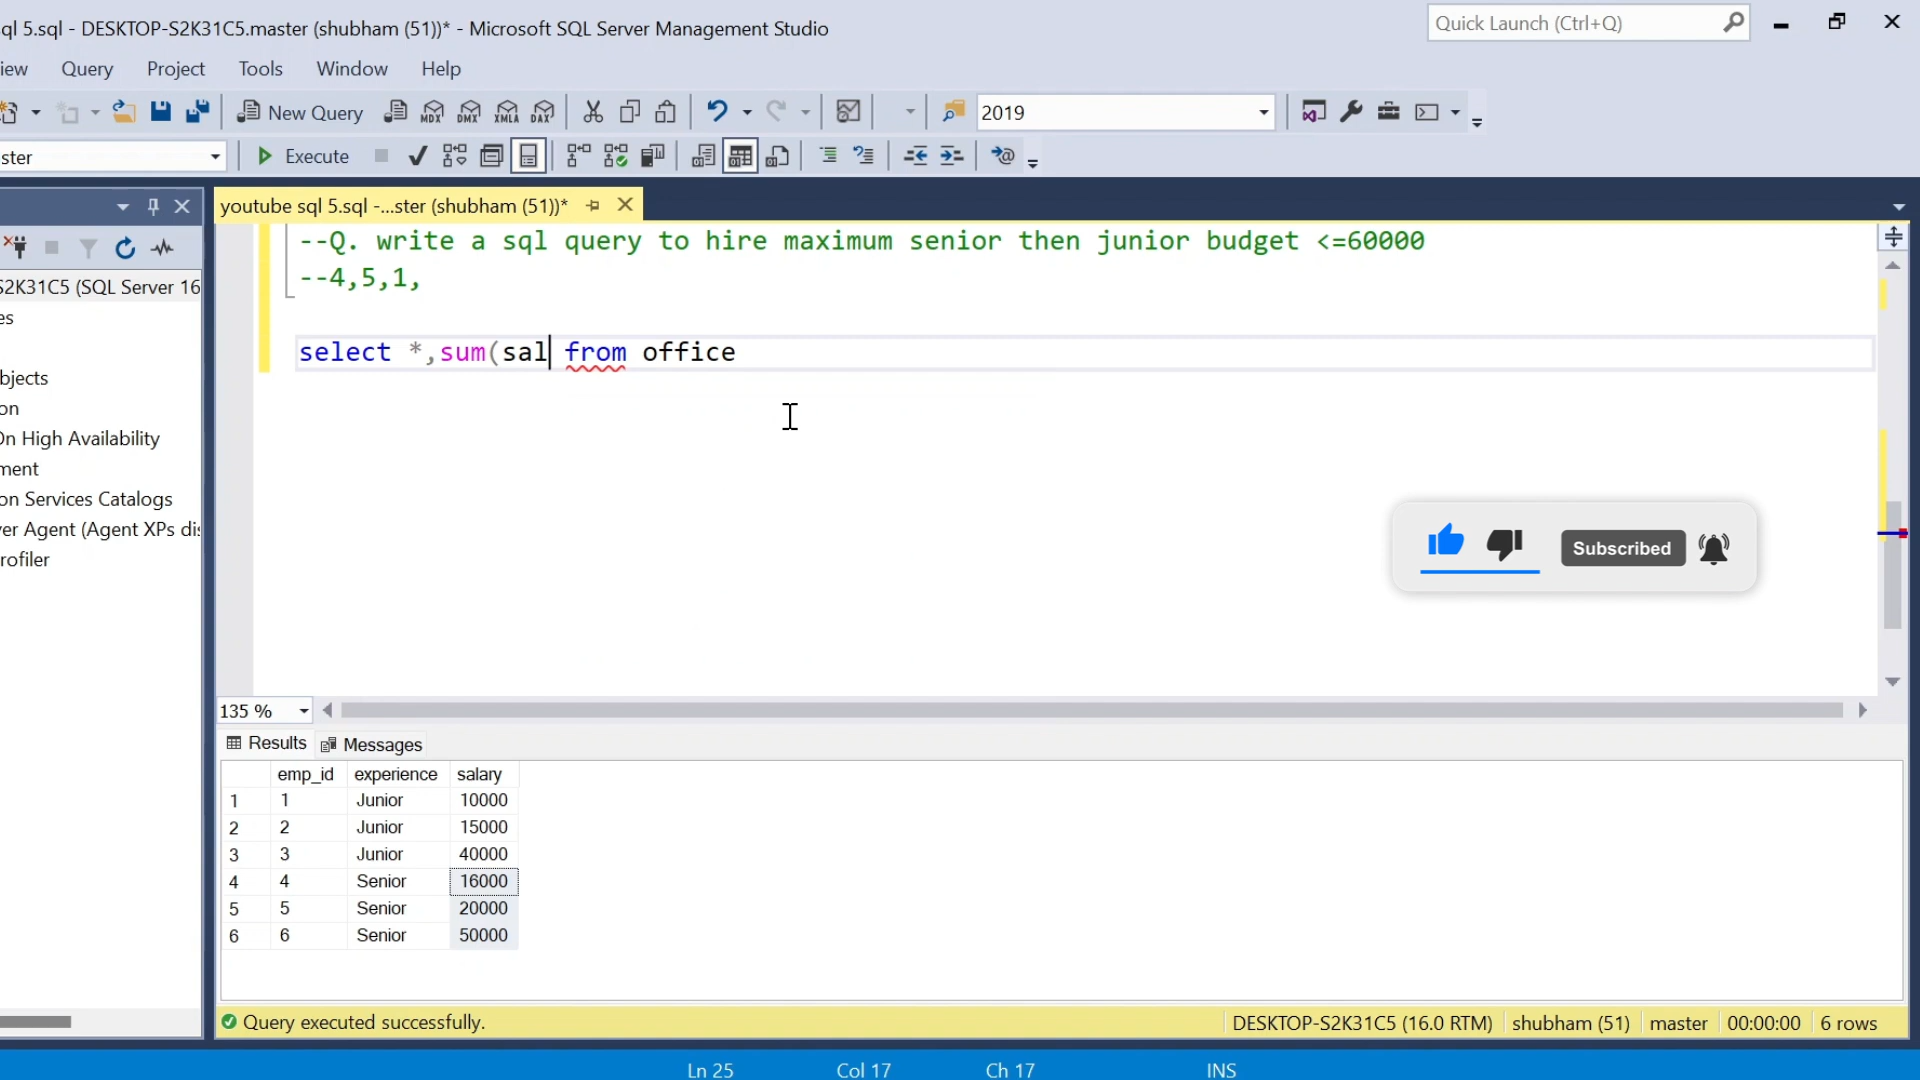 ql 5.sql - DESKTOP-S2K31C5.master (shubham (51))* - Microsoft SQL Server Management Studio
Quick Launch (Ctrl+Q)
iew Query Project Tools Window Help
New Query MDX DMX XMLA DAX 2019
ster Execute
youtube sql 5.sql -...ster (shubham (51))*
S2K31C5 (SQL Server 16
es
bjects
on
On High Availability
ment
on Services Catalogs
er Agent (Agent XPs dis
rofiler
--Q. write a sql query to hire maximum senior then junior budget <=60000
--4,5,1,
select *,sum(sal from office
Subscribed
135 %
Results Messages
emp_id experience salary
1 1 Junior 10000
2 2 Junior 15000
3 3 Junior 40000
4 4 Senior 16000
5 5 Senior 20000
6 6 Senior 50000
Query executed successfully. DESKTOP-S2K31C5 (16.0 RTM) shubham (51) master 00:00:00 6 rows
Ln 25 Col 17 Ch 17 INS